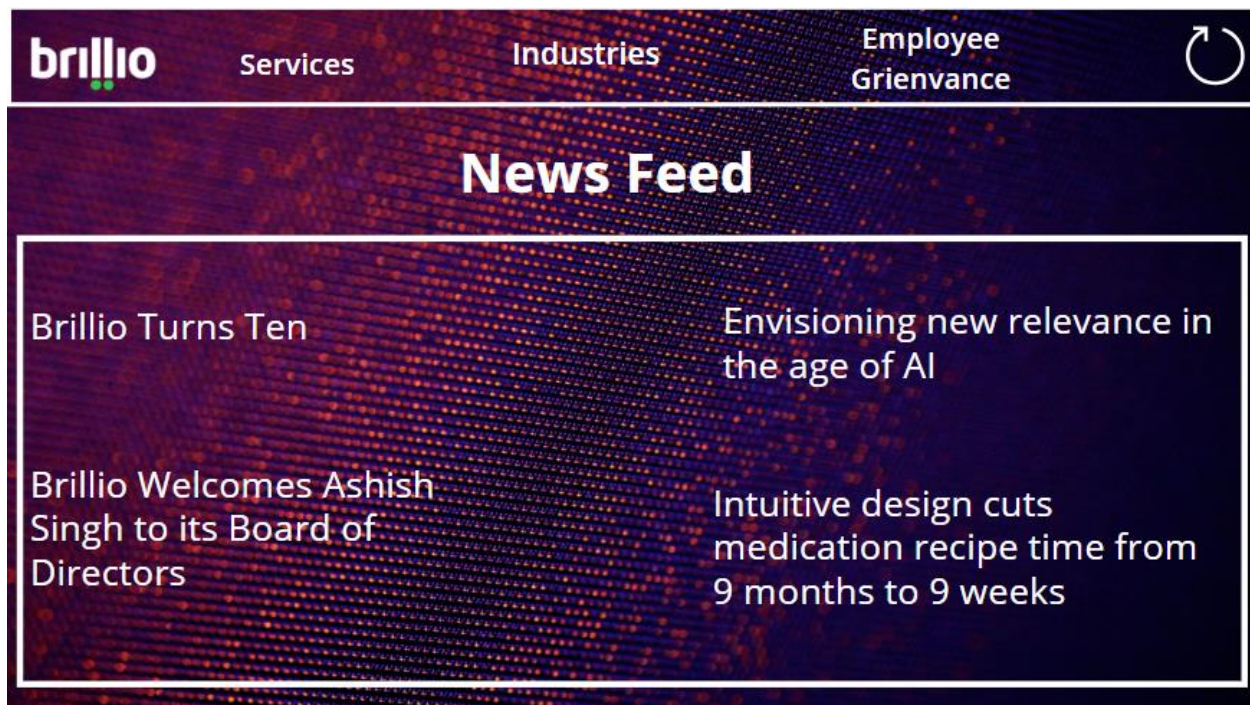 brillio
Services
Industries
Employee
Grienvance
News Feed
Brillio Turns Ten
Envisioning new relevance in
the age of AI
Brillio Welcomes Ashish
Singh to its Board of
Directors
Intuitive design cuts
medication recipe time from
9 months to 9 weeks